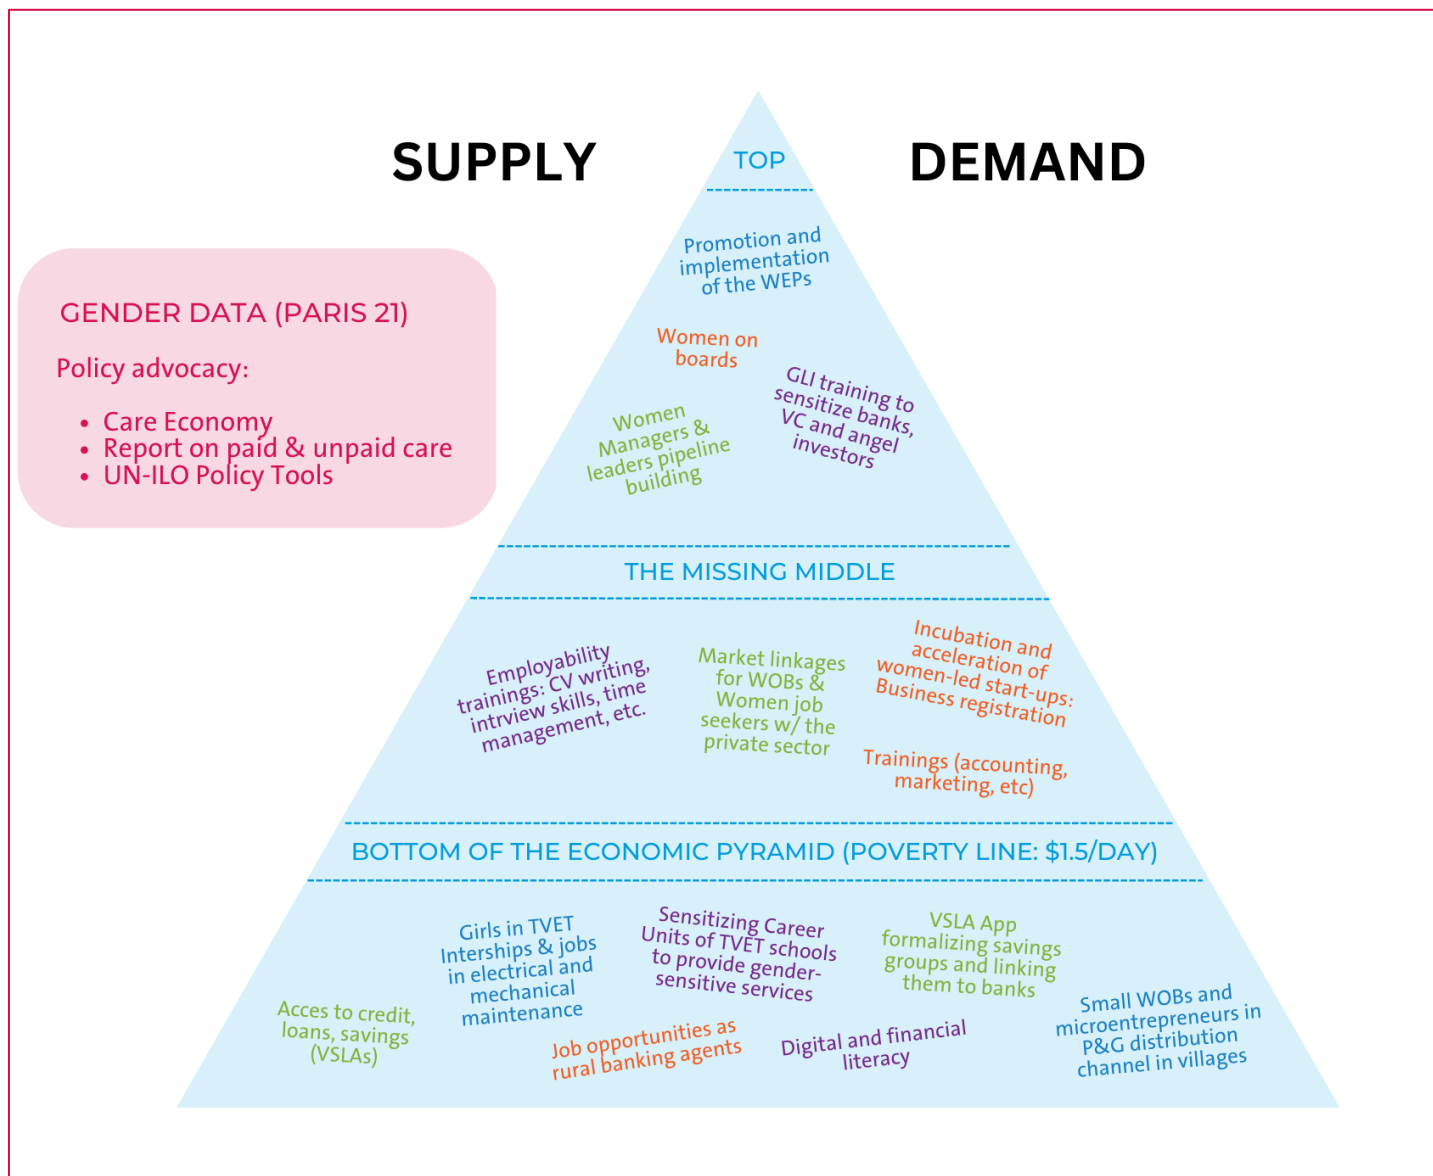 SUPPLY
DEMAND
TOP
GENDER DATA (PARIS 21)
Policy advocacy:
• Care Economy
• Report on paid & unpaid care
• UN-ILO Policy Tools
Promotion and
implementation
of the WEPs
Women on
boards
GLI training to
sensitize banks,
VC and angel
investors
Women
Managers &
leaders pipeline
building
THE MISSING MIDDLE
Employability
trainings: CV writing,
intrview skills, time
management, etc.
Market linkages
for WOBs &
Women job
seekers w/ the
private sector
Incubation and
acceleration of
women-led start-ups:
Business registration
Trainings (accounting,
marketing, etc)
BOTTOM OF THE ECONOMIC PYRAMID (POVERTY LINE: $1.5/DAY)
Acces to credit,
loans, savings
(VSLAs)
Girls in TVET
Interships & jobs
in electrical and
mechanical
maintenance
Job opportunities as
rural banking agents
Sensitizing Career
Units of TVET schools
to provide gender-
sensitive services
Digital and financial
literacy
VSLA App
formalizing savings
groups and linking
them to banks
Small WOBs and
microentrepreneurs in
P&G distribution
channel in villages